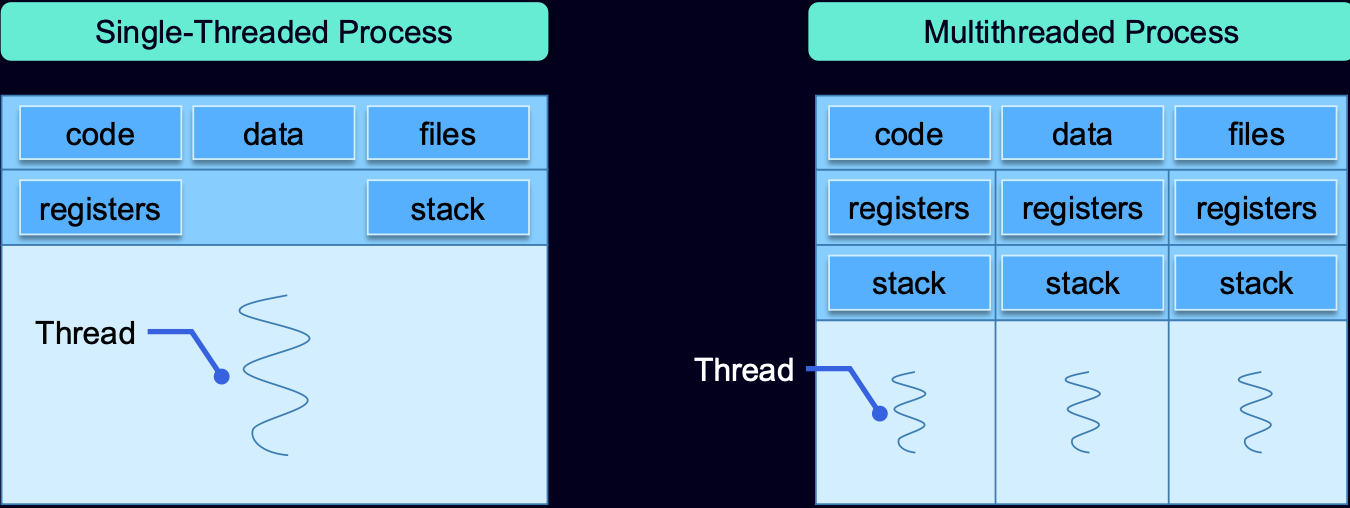 Single-Threaded Process
code data files
registers stack
Thread
Multithreaded Process
code data files
registers registers registers
stack stack stack
Thread